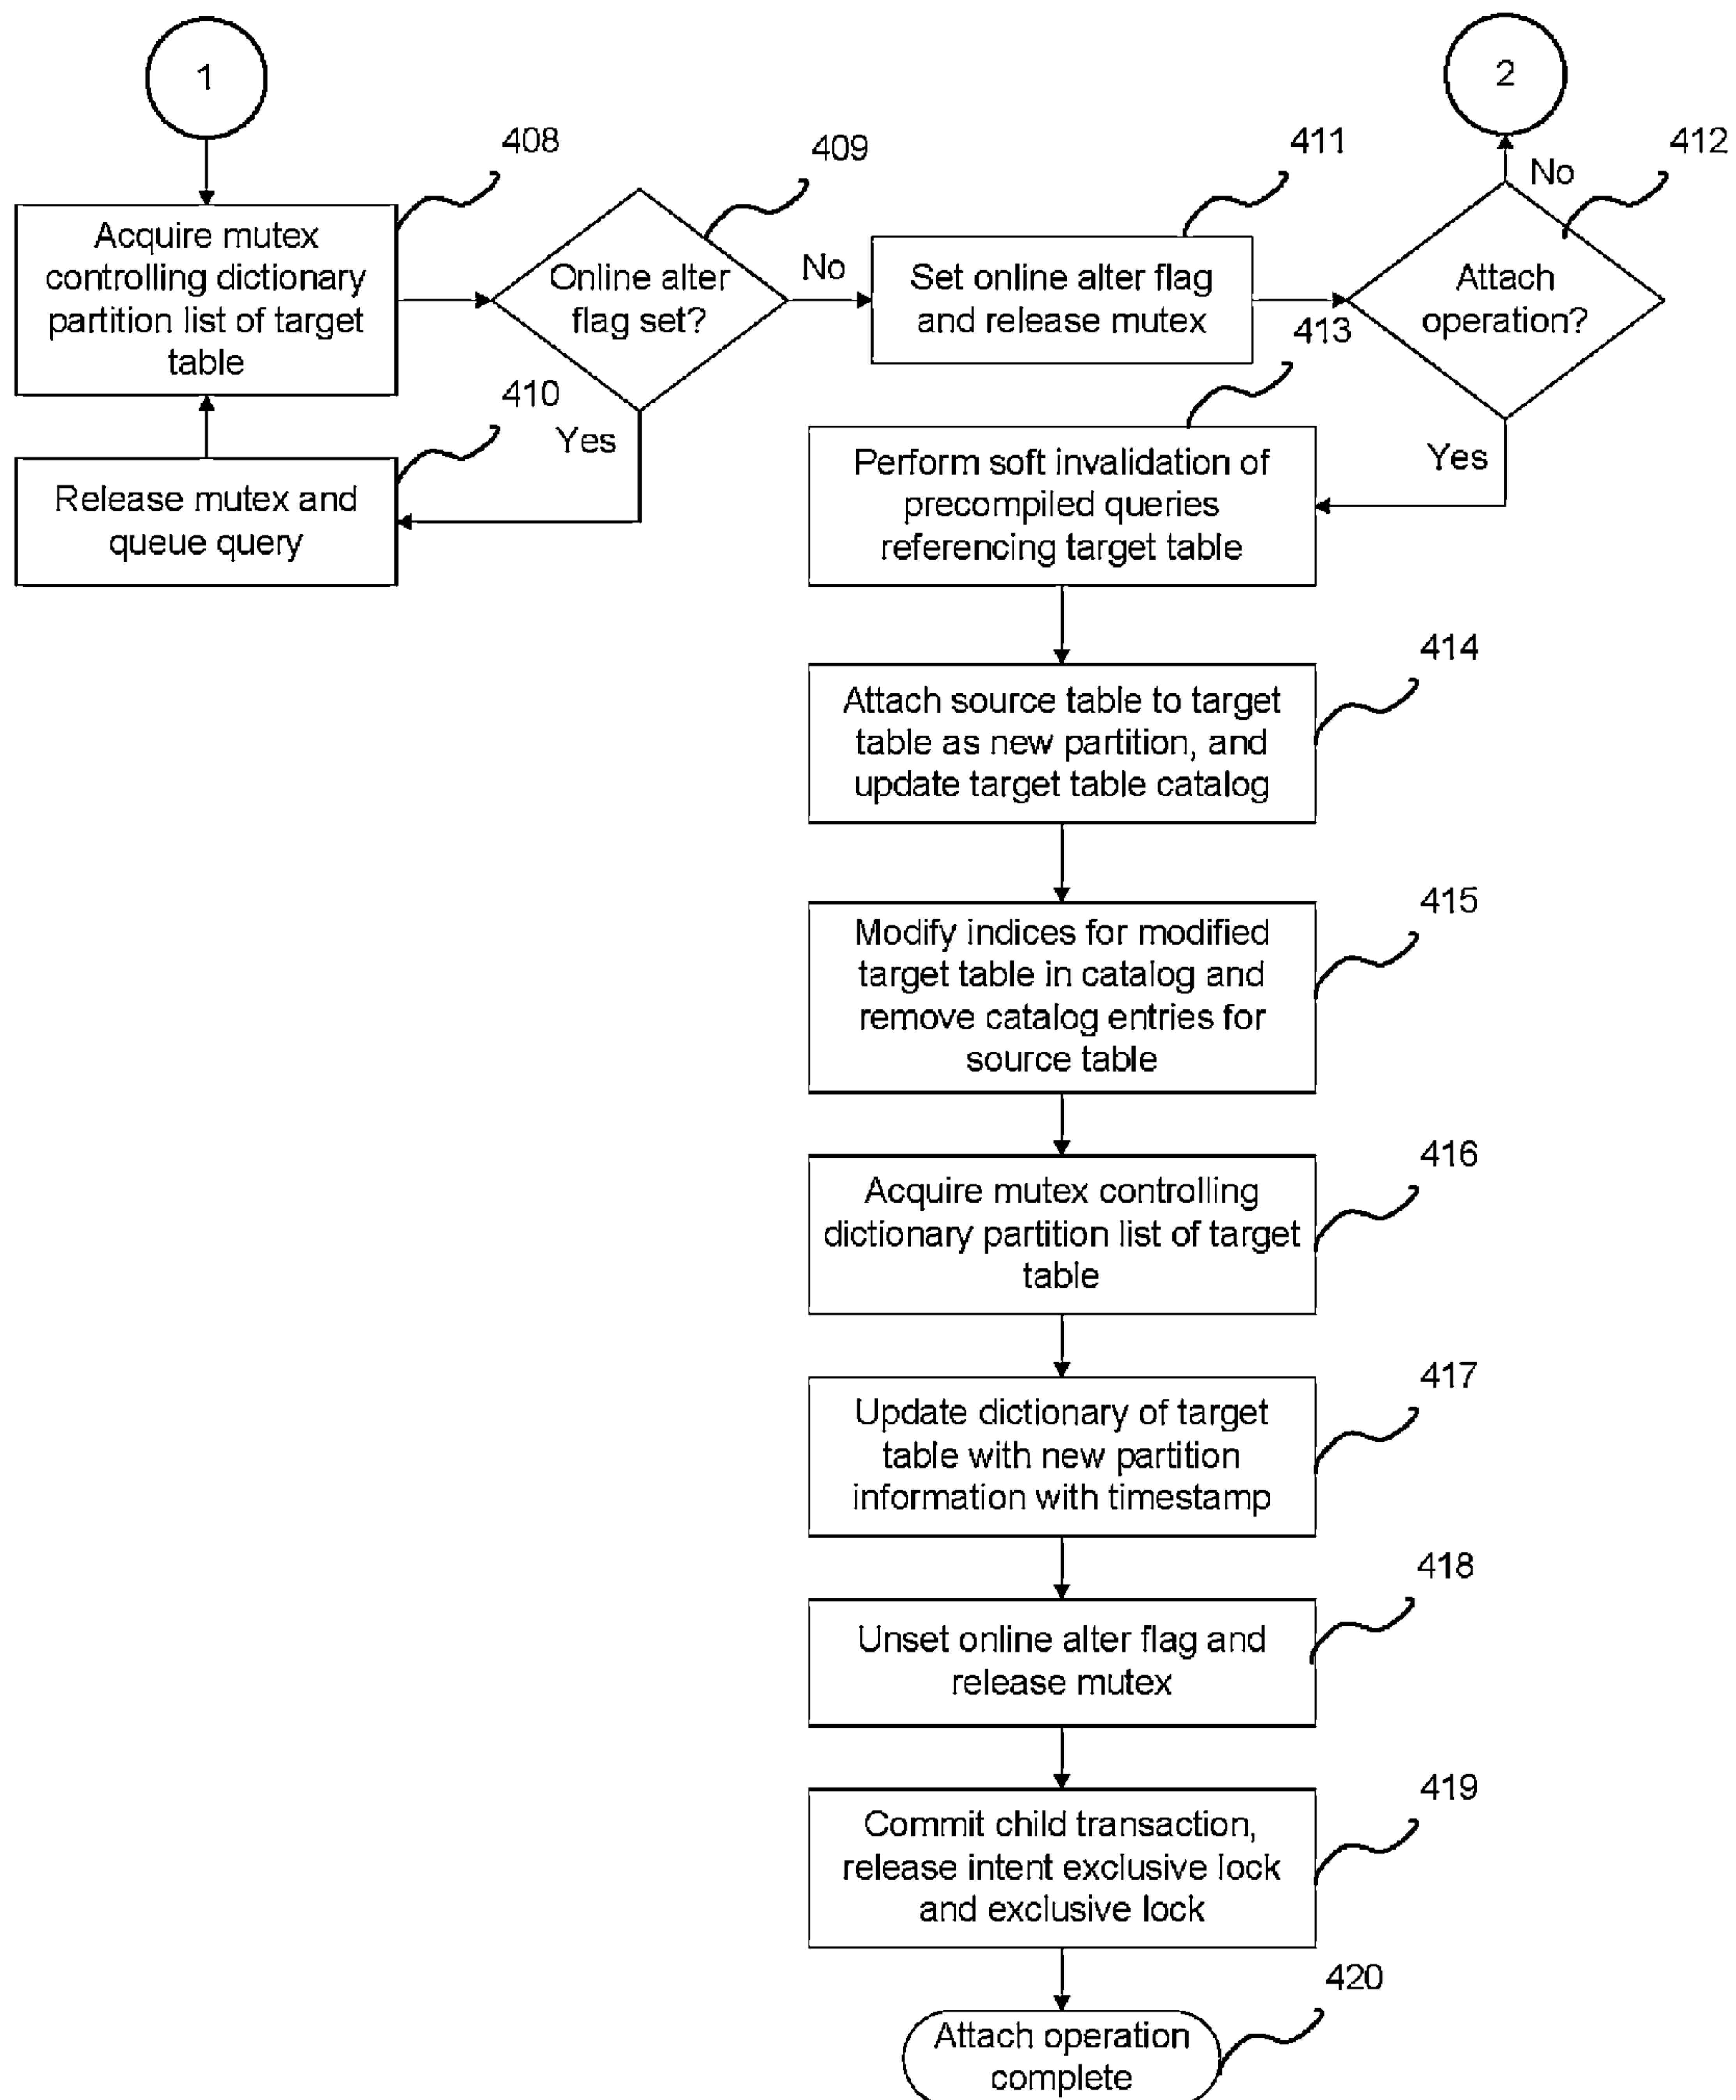 1
2
408
409
411
412
No
Acquire mutex
controlling dictionary
partition list of target
table
Online alter
flag set?
No
Set online alter flag
and release mutex
Attach
operation?
413
410
Yes
Yes
Release mutex and
queue query
Perform soft invalidation of
precompiled queries
referencing target table
414
Attach source table to target
table as new partition, and
update target table catalog
415
Modify indices for modified
target table in catalog and
remove catalog entries for
source table
416
Acquire mutex controlling
dictionary partition list of target
table
417
Update dictionary of target
table with new partition
information with timestamp
418
Unset online alter flag and
release mutex
419
Commit child transaction,
release intent exclusive lock
and exclusive lock
420
Attach operation
complete